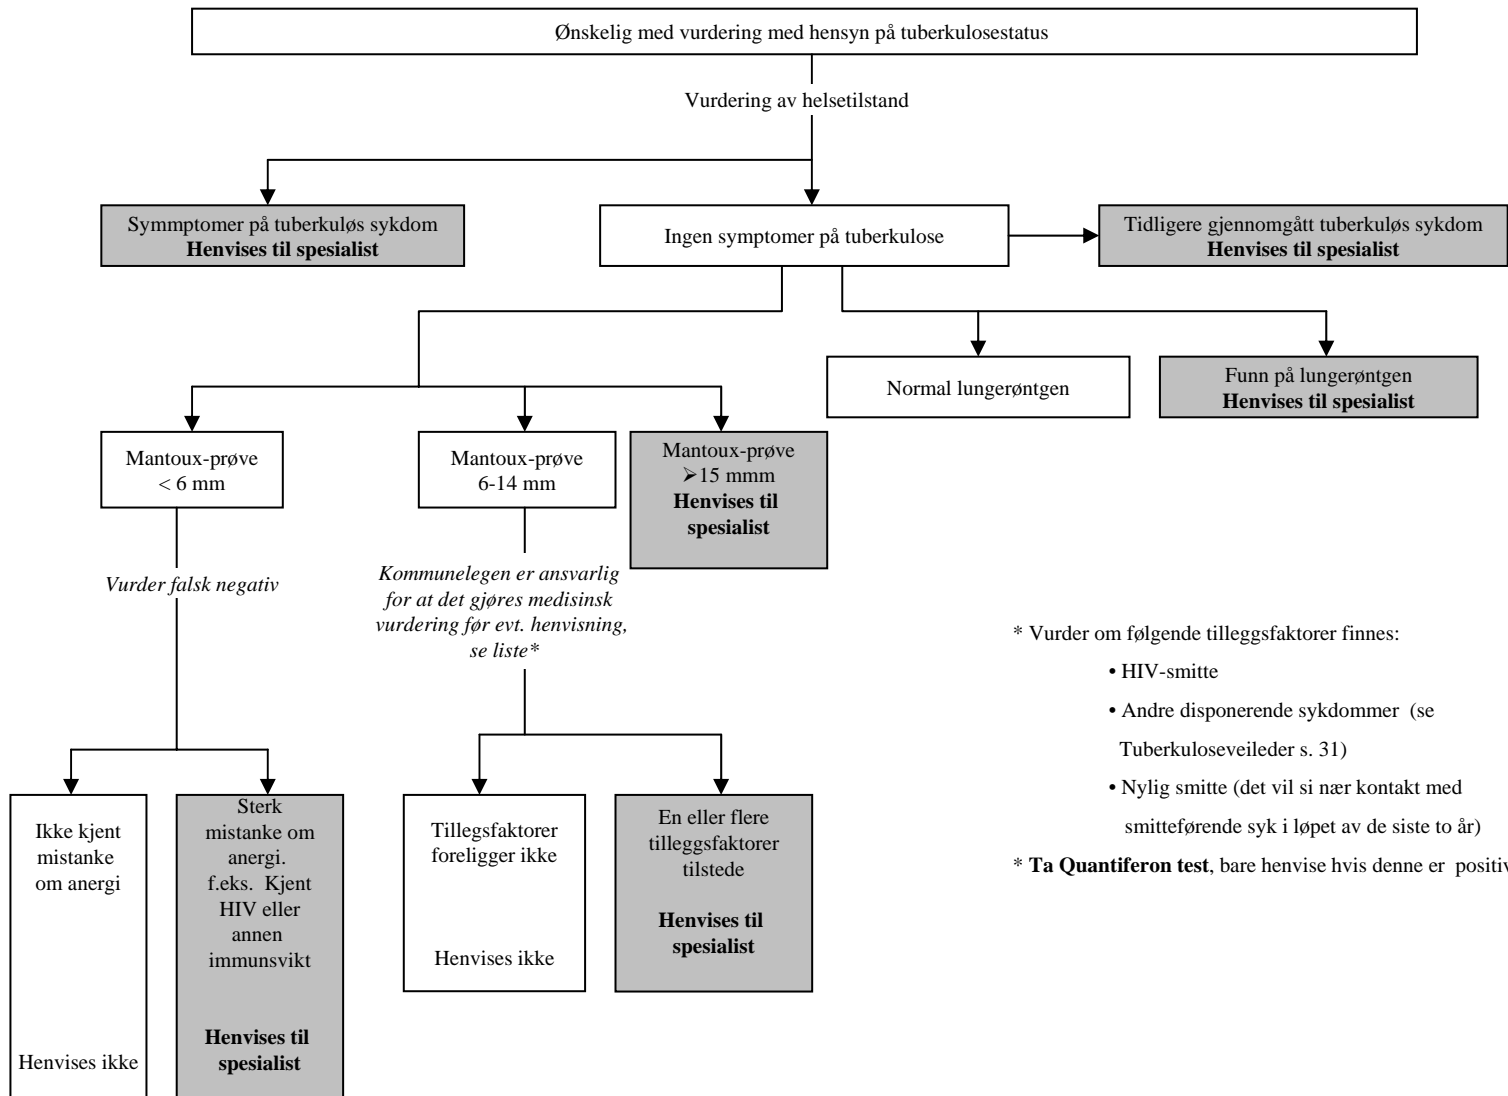 Ønskelig med vurdering med hensyn på tuberkulosestatus
Vurdering av helsetilstand
Symmptomer på tuberkuløs sykdom
Henvises til spesialist
Ingen symptomer på tuberkulose
Tidligere gjennomgått tuberkuløs sykdom
Henvises til spesialist
Normal lungerøntgen
Funn på lungerøntgen
Henvises til spesialist
Mantoux-prøve
< 6 mm
Mantoux-prøve
6-14 mm
Mantoux-prøve
➢15 mmm
Henvises til
spesialist
Vurder falsk negativ
Kommunelegen er ansvarlig
for at det gjøres medisinsk
vurdering før evt. henvisning,
se liste*
* Vurder om følgende tilleggsfaktorer finnes:
• HIV-smitte
• Andre disponerende sykdommer (se
Tuberkuloseveileder s. 31)
• Nylig smitte (det vil si nær kontakt med
smitteførende syk i løpet av de siste to år)
* Ta Quantiferon test, bare henvise hvis denne er positiv
Ikke kjent
mistanke
om anergi
Henvises ikke
Sterk
mistanke om
anergi.
f.eks. Kjent
HIV eller
annen
immunsvikt
Henvises til
spesialist
Tillegsfaktorer
foreligger ikke
Henvises ikke
En eller flere
tilleggsfaktorer
tilstede
Henvises til
spesialist